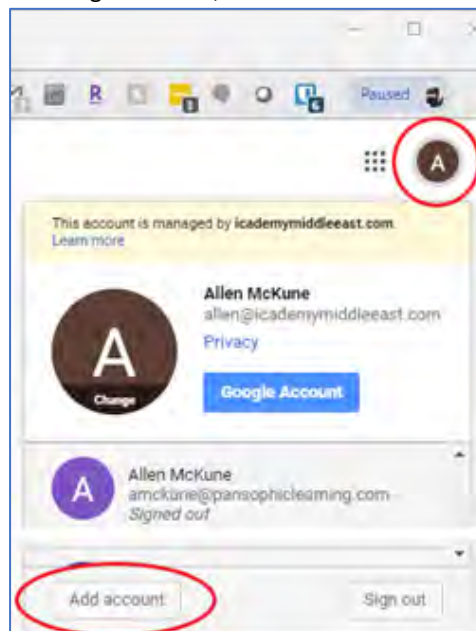 Paused
A
This account is managed by icademymiddleeast.com
Learn more
Allen McKune
allen@icademymiddleeast.com
Privacy
A
Change
Google Account
A
Allen McKune
amckune@pansophiclearning.com
Signed out
Add account
Sign out